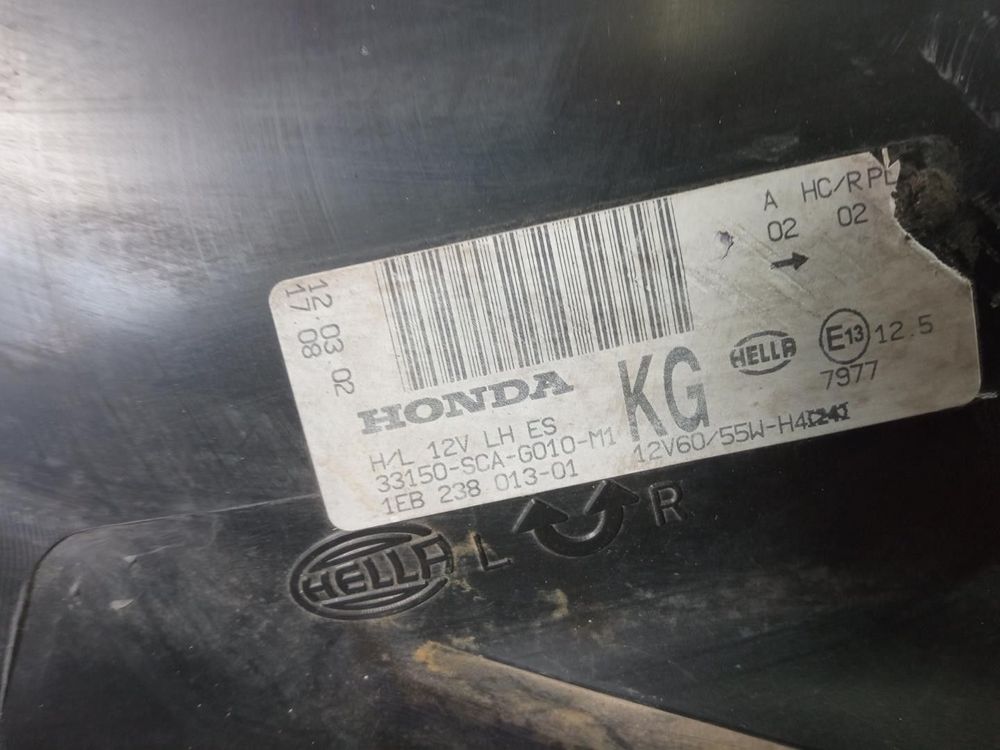 12 03 02
17:08
HONDA
H/L 12V LH ES
33150-SCA-G010-M1
1EB 238 013-01
KG
A HC/R PL
02 02
HELLA
E13 12.5
7977
12V60/55W-H4
HELLA L R